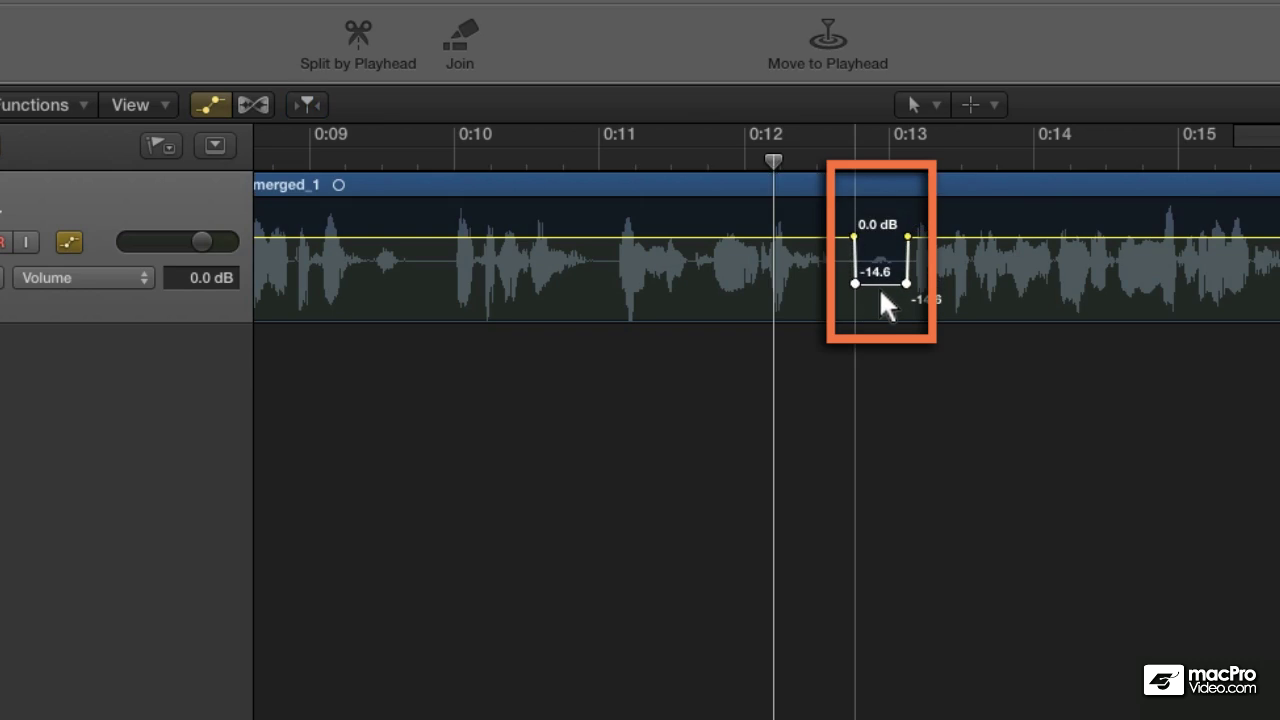 Split by Playhead
Join
Move to Playhead
unctions
View
0:09
0:10
0:11
0:12
0:13
0:14
0:15
merged_1
0.0 dB
R
I
-14.6
-14.6
Volume
0.0 dB
macPro
Video.com